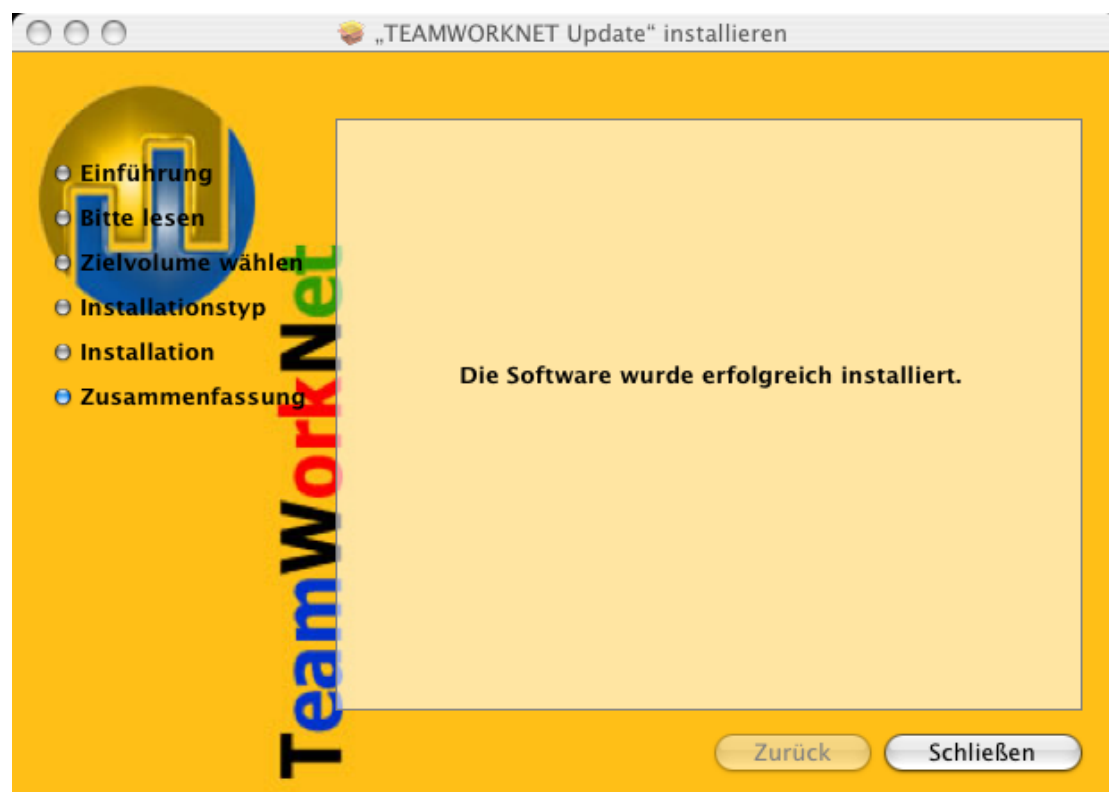 „TEAMWORKNET Update“ installieren
Einführung
Bitte lesen
Zielvolume wählen
Installationstyp
Installation
Zusammenfassung
TeamWorkNet
Die Software wurde erfolgreich installiert.
Zurück
Schließen